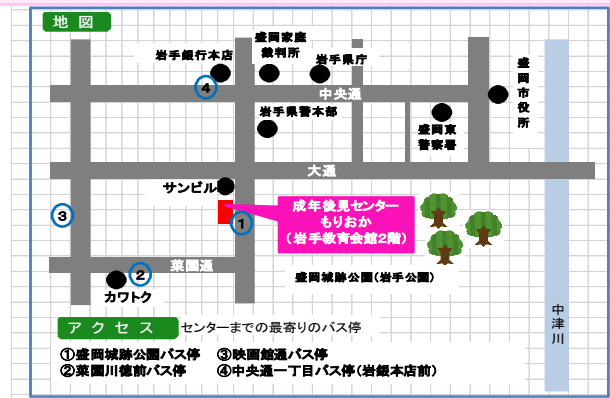 地図
盛岡家庭
裁判所
岩手銀行本店
岩手県庁
盛岡市役所
④
中央通
岩手県警本部
盛岡東
警察署
大通
サンビル
成年後見センター
もりおか
(岩手教育会館2階)
③
①
菜園通
②
カワトク
盛岡城跡公園(岩手公園)
中津川
アクセス
センターまでの最寄りのバス停
①盛岡城跡公園バス停 ③映画館通バス停
②菜園川徳前バス停 ④中央通一丁目バス停(岩銀本店前)